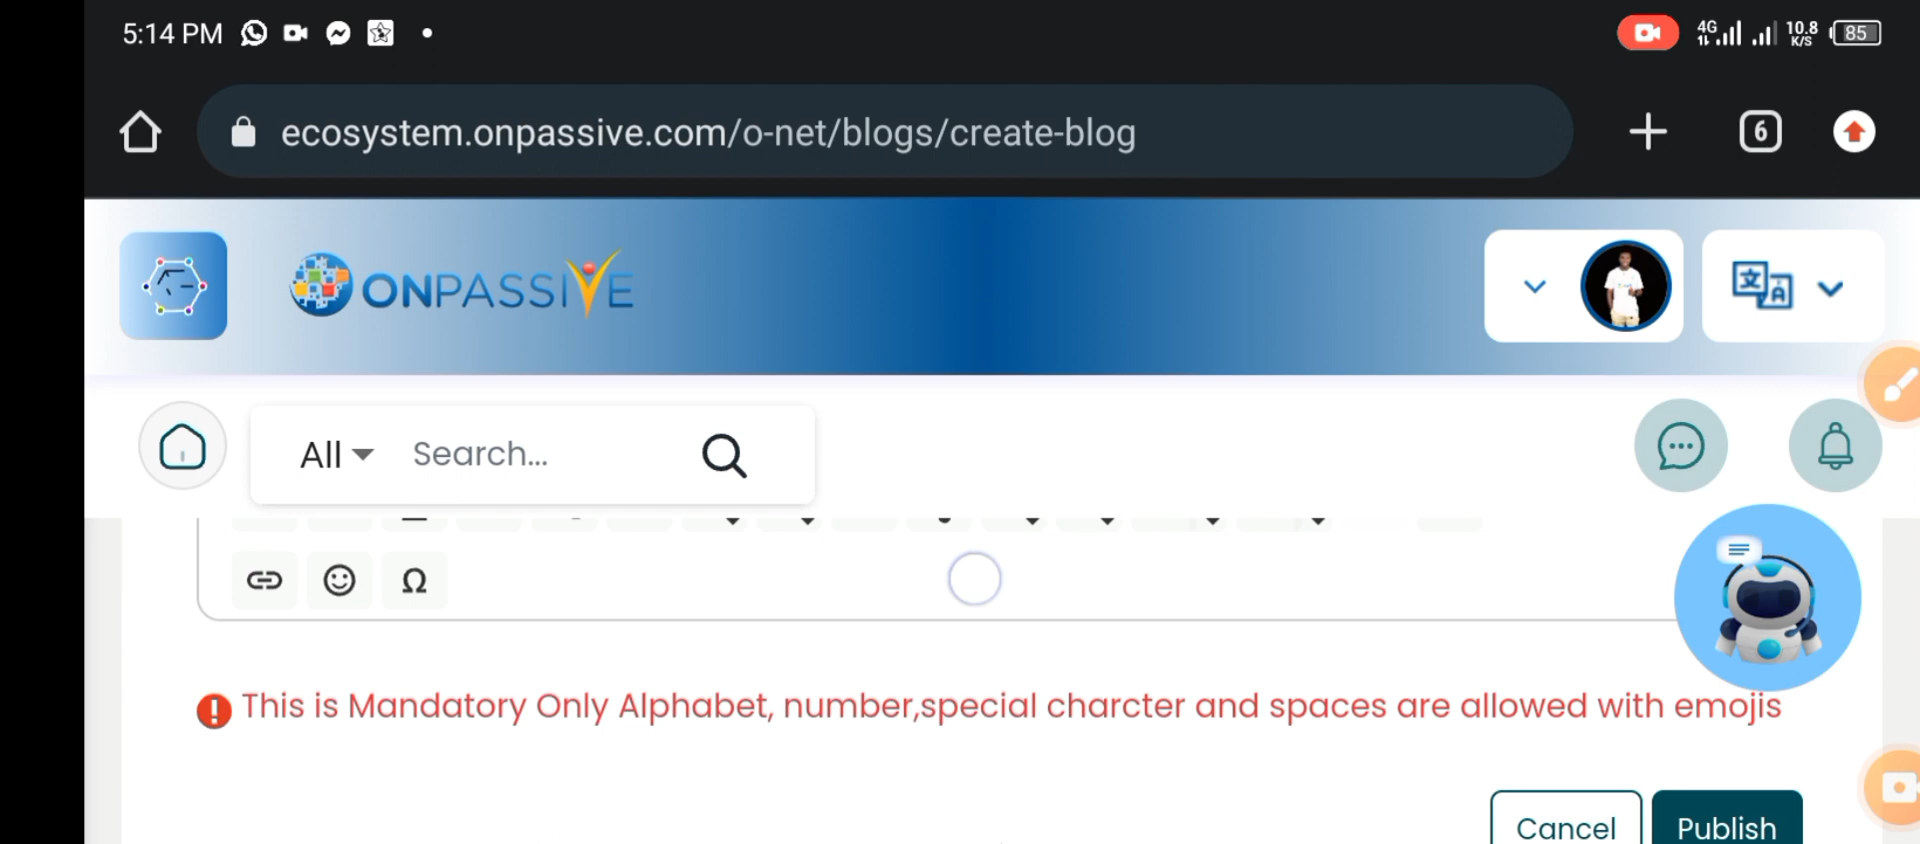 5:14 PM
4G 10.8 K/S 85
ecosystem.onpassive.com/o-net/blogs/create-blog
6
ONPASSIVE
文 A
All Search...
Ω
This is Mandatory Only Alphabet, number,special charcter and spaces are allowed with emojis
Cancel Publish